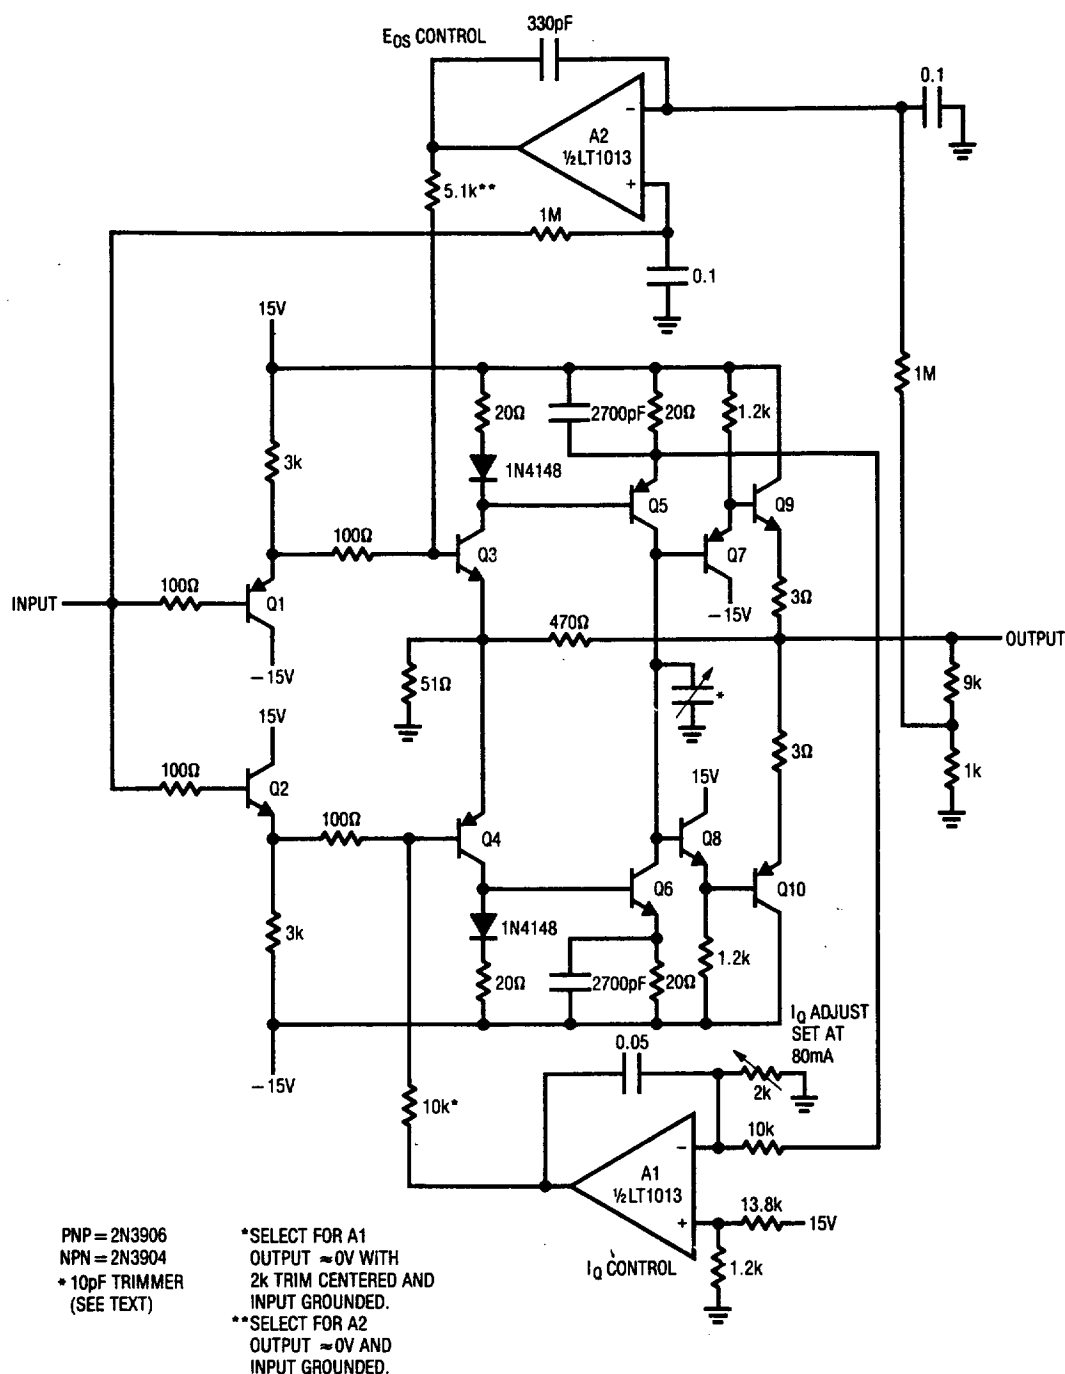 330pF
E_OS CONTROL
0.1
A2
½LT1013
−
+
5.1k**
1M
0.1
15V
1M
20Ω
2700pF
20Ω
1.2k
3k
1N4148
Q5
Q9
100Ω
Q3
Q7
100Ω
INPUT
Q1
−15V
3Ω
470Ω
OUTPUT
−15V
51Ω
*
9k
15V
3Ω
100Ω
Q2
15V
1k
100Ω
Q4
Q8
Q6
Q10
3k
1N4148
1.2k
20Ω
2700pF
20Ω
I_Q ADJUST
SET AT
80mA
−15V
0.05
2k
10k*
10k
A1
½LT1013
−
+
13.8k
15V
1.2k
I_Q CONTROL
PNP = 2N3906
NPN = 2N3904
* 10pF TRIMMER
(SEE TEXT)
*SELECT FOR A1
OUTPUT ≈0V WITH
2k TRIM CENTERED AND
INPUT GROUNDED.
**SELECT FOR A2
OUTPUT ≈0V AND
INPUT GROUNDED.